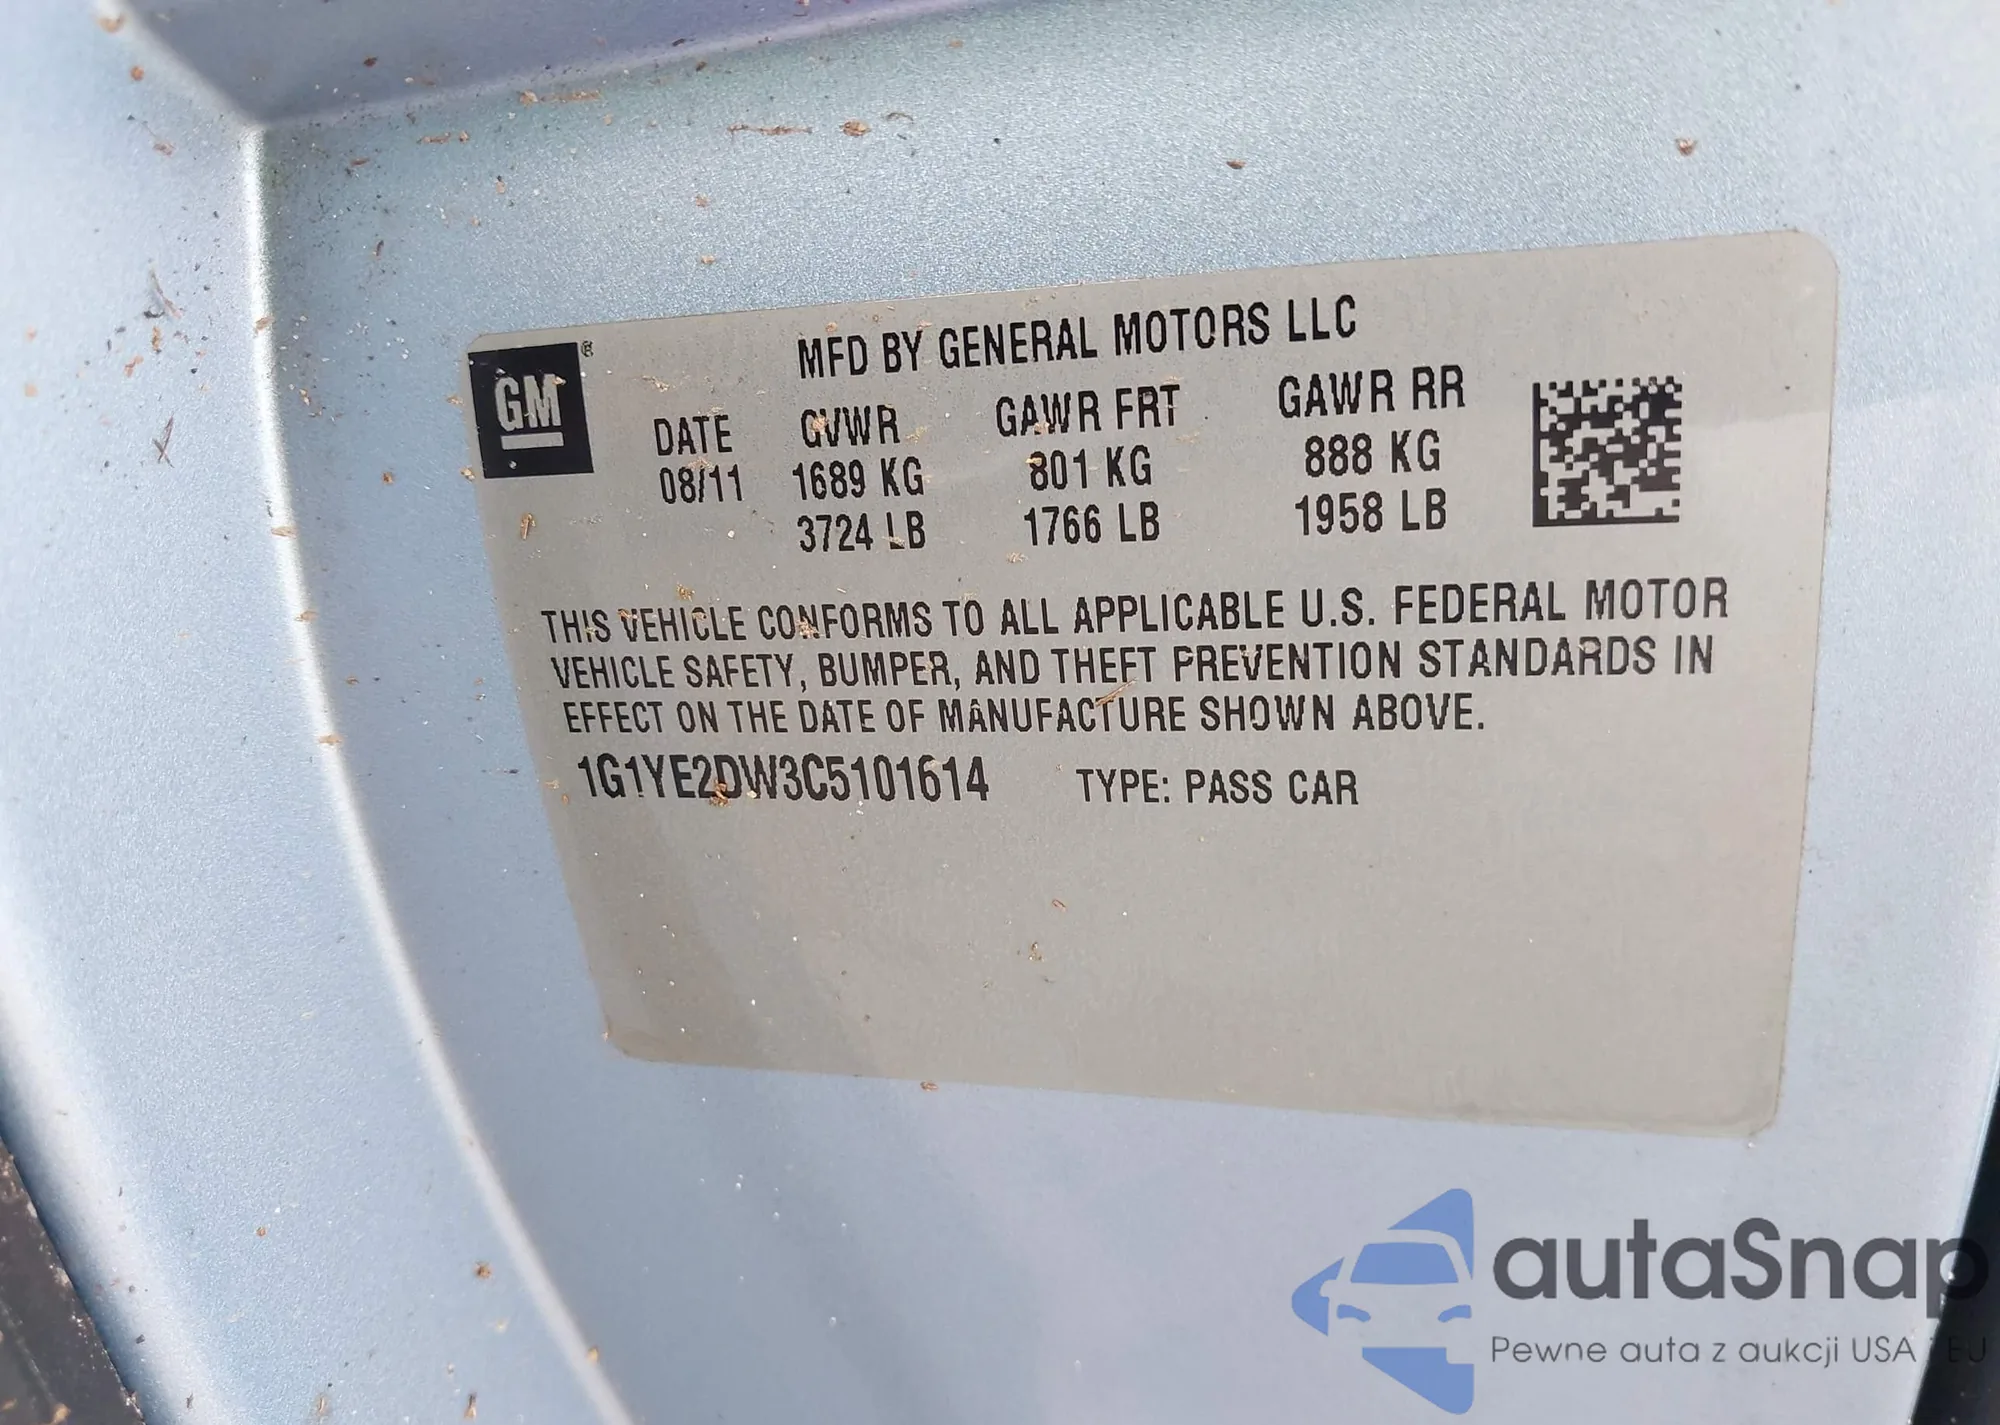 GM ®
MFD BY GENERAL MOTORS LLC
DATE GVWR GAWR FRT GAWR RR
08/11 1689 KG 801 KG 888 KG
3724 LB 1766 LB 1958 LB
THIS VEHICLE CONFORMS TO ALL APPLICABLE U.S. FEDERAL MOTOR
VEHICLE SAFETY, BUMPER, AND THEFT PREVENTION STANDARDS IN
EFFECT ON THE DATE OF MANUFACTURE SHOWN ABOVE.
1G1YE2DW3C5101614 TYPE: PASS CAR
autaSnap
Pewne auta z aukcji USA i EU